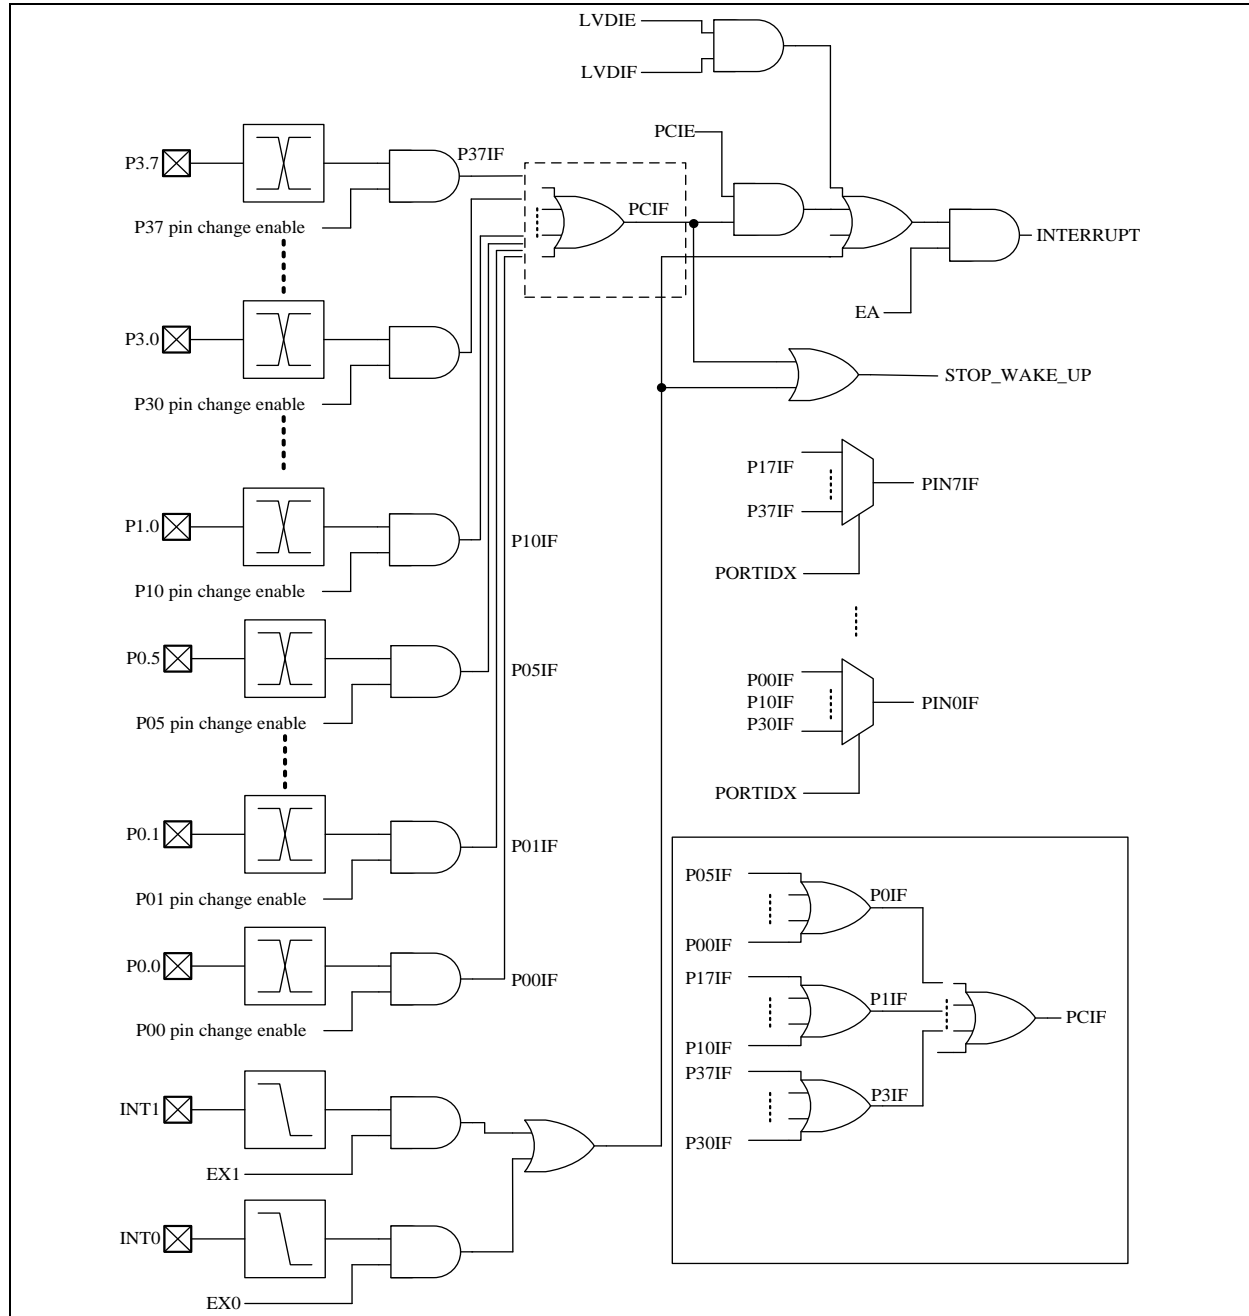 LVDIE
LVDIF
PCIE
P3.7
P37IF
P37 pin change enable
PCIF
INTERRUPT
EA
P3.0
P30 pin change enable
STOP_WAKE_UP
P17IF
P37IF
PIN7IF
PORTIDX
P1.0
P10IF
P10 pin change enable
P0.5
P05IF
P05 pin change enable
P00IF
P10IF
P30IF
PIN0IF
PORTIDX
P0.1
P01IF
P01 pin change enable
P0.0
P00IF
P00 pin change enable
P05IF
P0IF
P00IF
P17IF
P1IF
P10IF
PCIF
P37IF
P3IF
P30IF
INT1
EX1
INT0
EX0